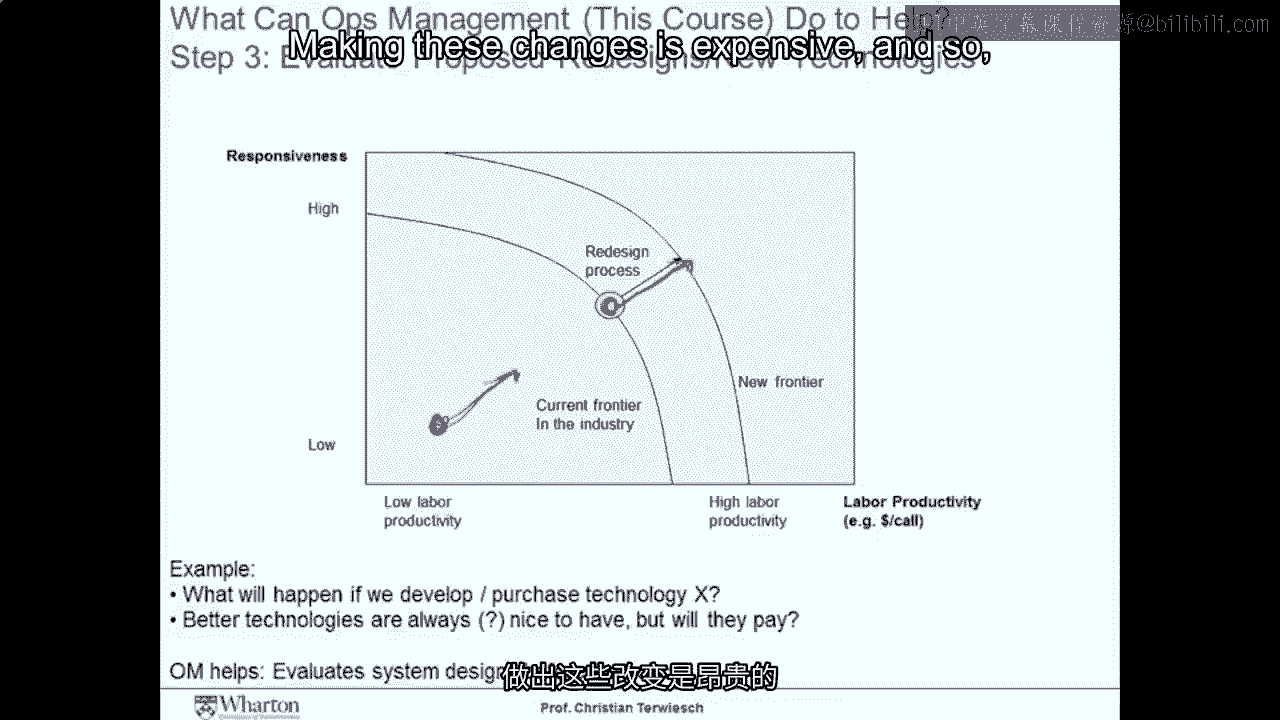 What Can Ops Management (This Course) Do to Help?
Making these changes is expensive, and so,
Step 3: Evaluate Proposed Redesigns/New Technologies
@bilibili.com
Responsiveness
High
Redesign
process
New frontier
Current frontier
In the industry
Low
Low labor
productivity
High labor
productivity
Labor Productivity
(e.g. $/call)
Example:
• What will happen if we develop / purchase technology X?
• Better technologies are always (?) nice to have, but will they pay?
OM helps: Evaluates system design
做出这些改变是昂贵的
Wharton
Prof. Christian Terwiesch